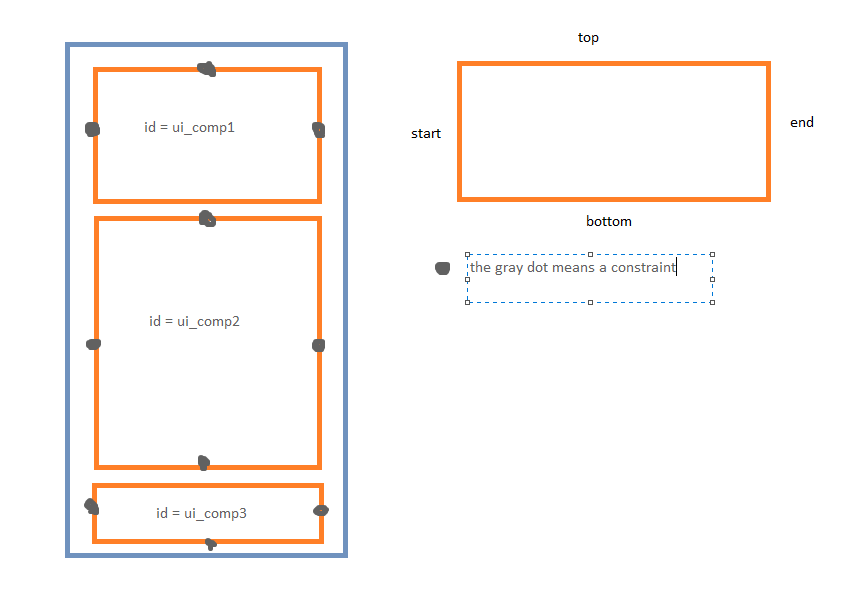 top
id = ui_comp1
start
end
bottom
the gray dot means a constraint
id = ui_comp2
id = ui_comp3